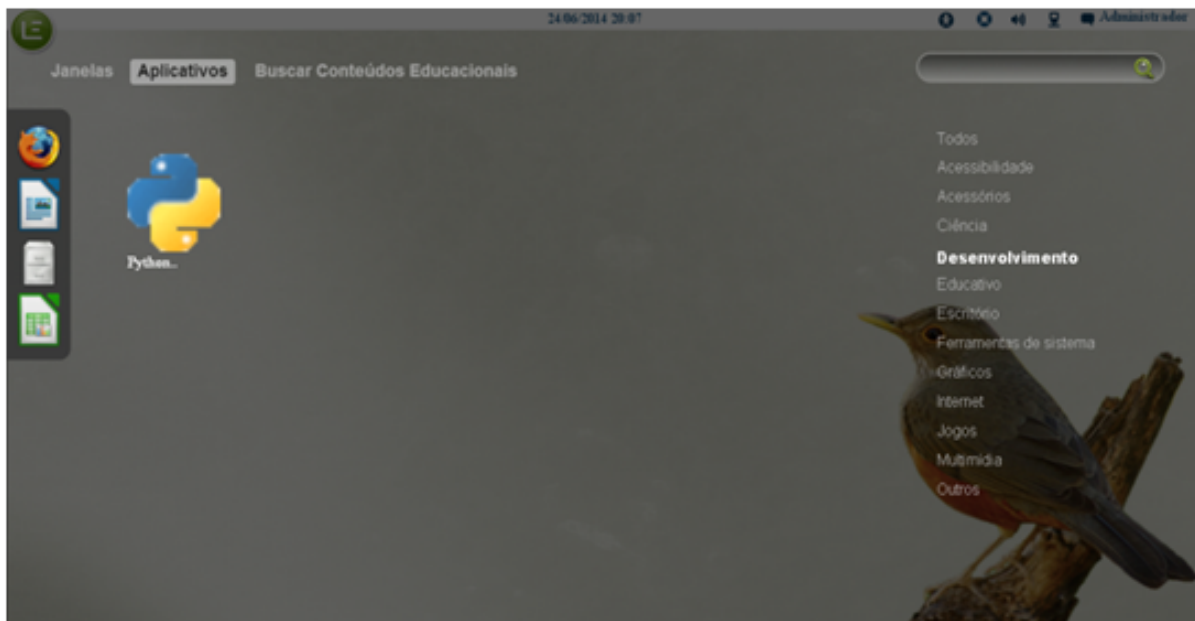 24/06/2014 20:07
Administrador
Janelas Aplicativos Buscar Conteúdos Educacionais
Todos
Acessibilidade
Acessórios
Ciência
Python...
Desenvolvimento
Educativo
Escritório
Ferramentas de sistema
Gráficos
Internet
Jogos
Multimídia
Outros